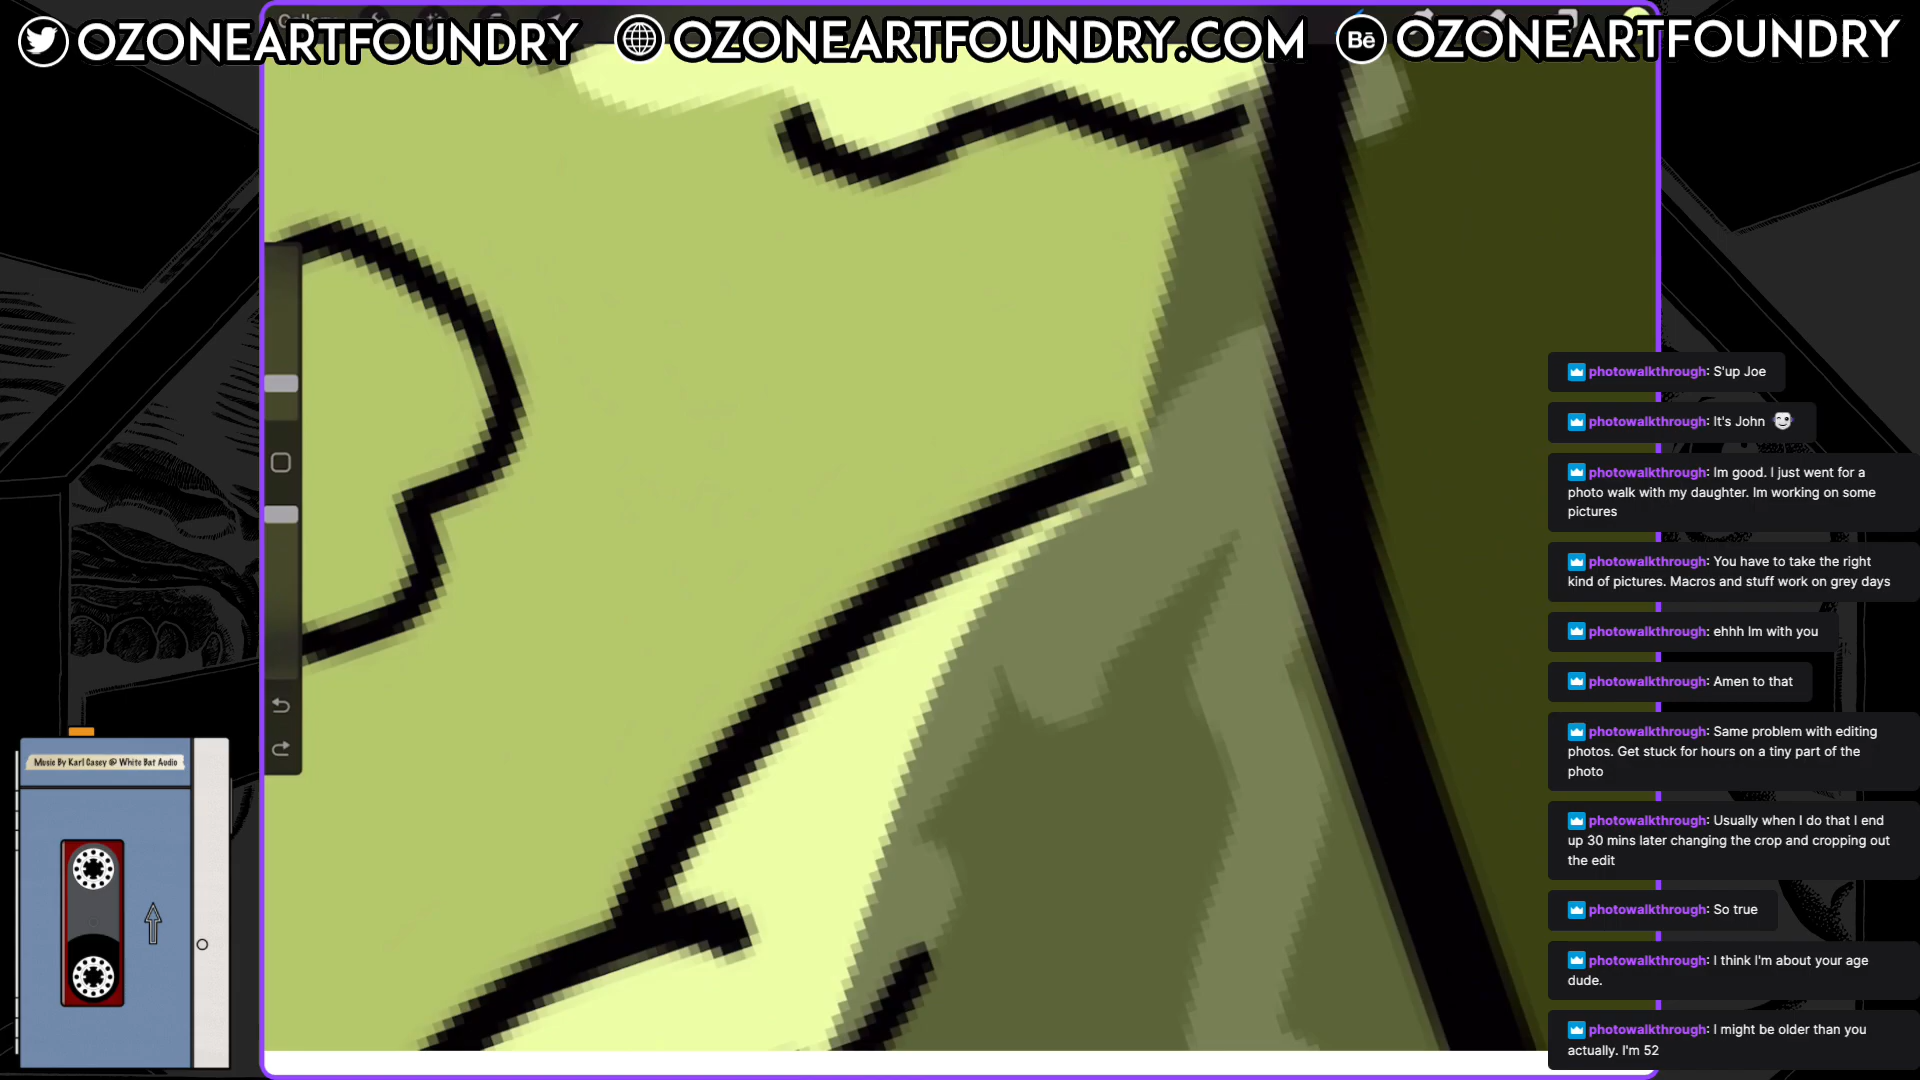 OZONEARTFOUNDRY
OZONEARTFOUNDRY.COM
Bē OZONEARTFOUNDRY
photowalkthrough: S'up Joe
photowalkthrough: It's John
photowalkthrough: Im good. I just went for a
photo walk with my daughter. Im working on some
pictures
photowalkthrough: You have to take the right
kind of pictures. Macros and stuff work on grey days
photowalkthrough: ehhh Im with you
photowalkthrough: Amen to that
photowalkthrough: Same problem with editing
photos. Get stuck for hours on a tiny part of the
photo
photowalkthrough: Usually when I do that I end
up 30 mins later changing the crop and cropping out
the edit
photowalkthrough: So true
photowalkthrough: I think I'm about your age
dude.
photowalkthrough: I might be older than you
actually. I'm 52
Music By Karl Casey @ White Bat Audio